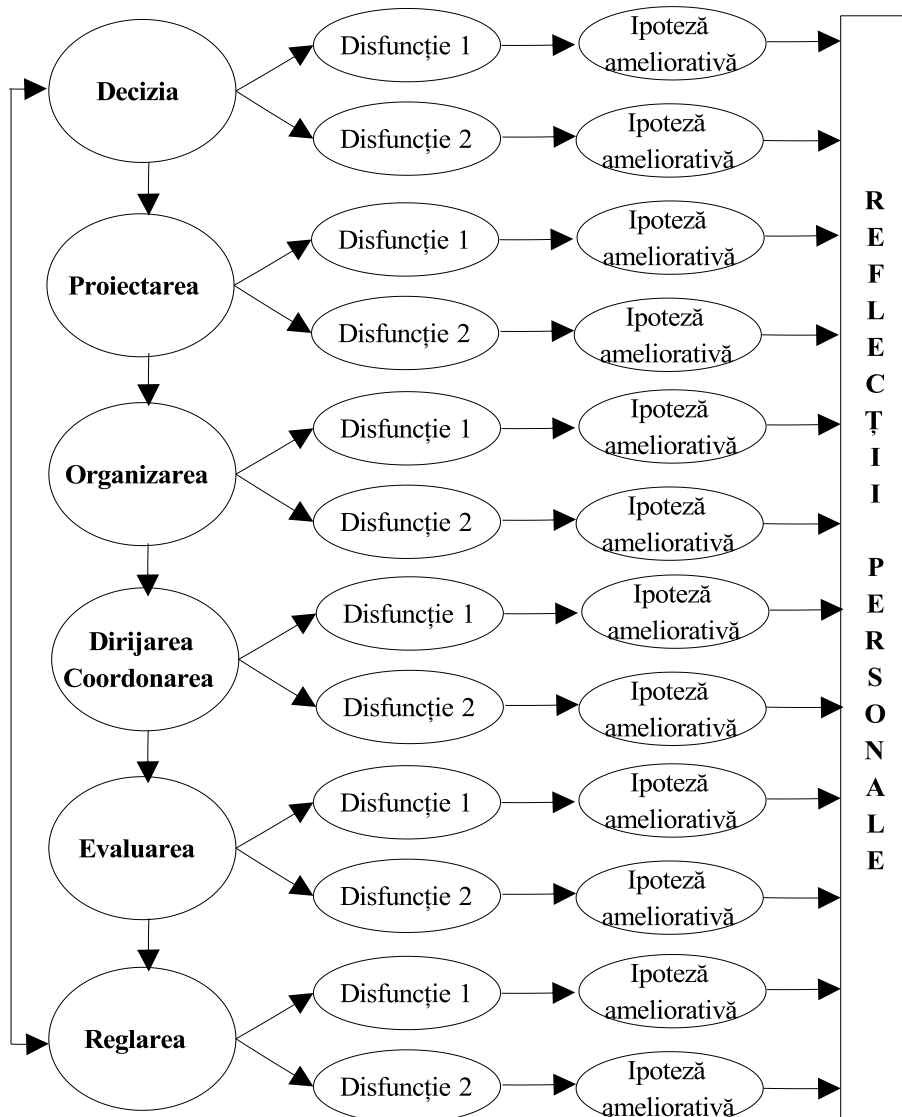 Decizia
Disfuncție 1
Ipoteză
ameliorativă
Disfuncție 2
Ipoteză
ameliorativă
Proiectarea
Disfuncție 1
Ipoteză
ameliorativă
Disfuncție 2
Ipoteză
ameliorativă
Organizarea
Disfuncție 1
Ipoteză
ameliorativă
Disfuncție 2
Ipoteză
ameliorativă
Dirijarea
Coordonarea
Disfuncție 1
Ipoteză
ameliorativă
Disfuncție 2
Ipoteză
ameliorativă
Evaluarea
Disfuncție 1
Ipoteză
ameliorativă
Disfuncție 2
Ipoteză
ameliorativă
Reglarea
Disfuncție 1
Ipoteză
ameliorativă
Disfuncție 2
Ipoteză
ameliorativă
REFLECȚII PERSONALE